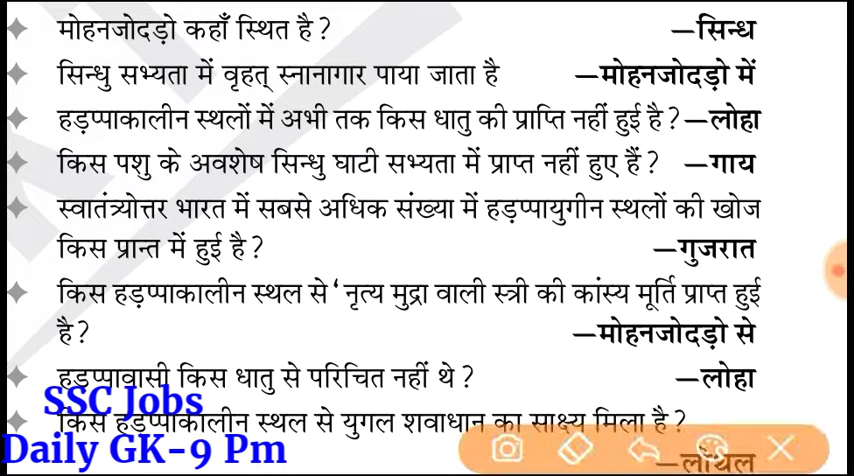 मोहनजोदड़ो कहाँ स्थित है? —सिन्ध
सिन्धु सभ्यता में वृहत् स्नानागार पाया जाता है —मोहनजोदड़ो में
हड़प्पाकालीन स्थलों में अभी तक किस धातु की प्राप्ति नहीं हुई है? —लोहा
किस पशु के अवशेष सिन्धु घाटी सभ्यता में प्राप्त नहीं हुए हैं? —गाय
स्वातंत्र्योत्तर भारत में सबसे अधिक संख्या में हड़प्पायुगीन स्थलों की खोज
किस प्रान्त में हुई है? —गुजरात
किस हड़प्पाकालीन स्थल से ‘नृत्य मुद्रा वाली स्त्री की कांस्य मूर्ति प्राप्त हुई
है? —मोहनजोदड़ो से
हड़प्पावासी किस धातु से परिचित नहीं थे? —लोहा
SSC Jobs
किस हड़प्पाकालीन स्थल से युगल शवाधान का साक्ष्य मिला है?
Daily GK-9 Pm
—लोथल